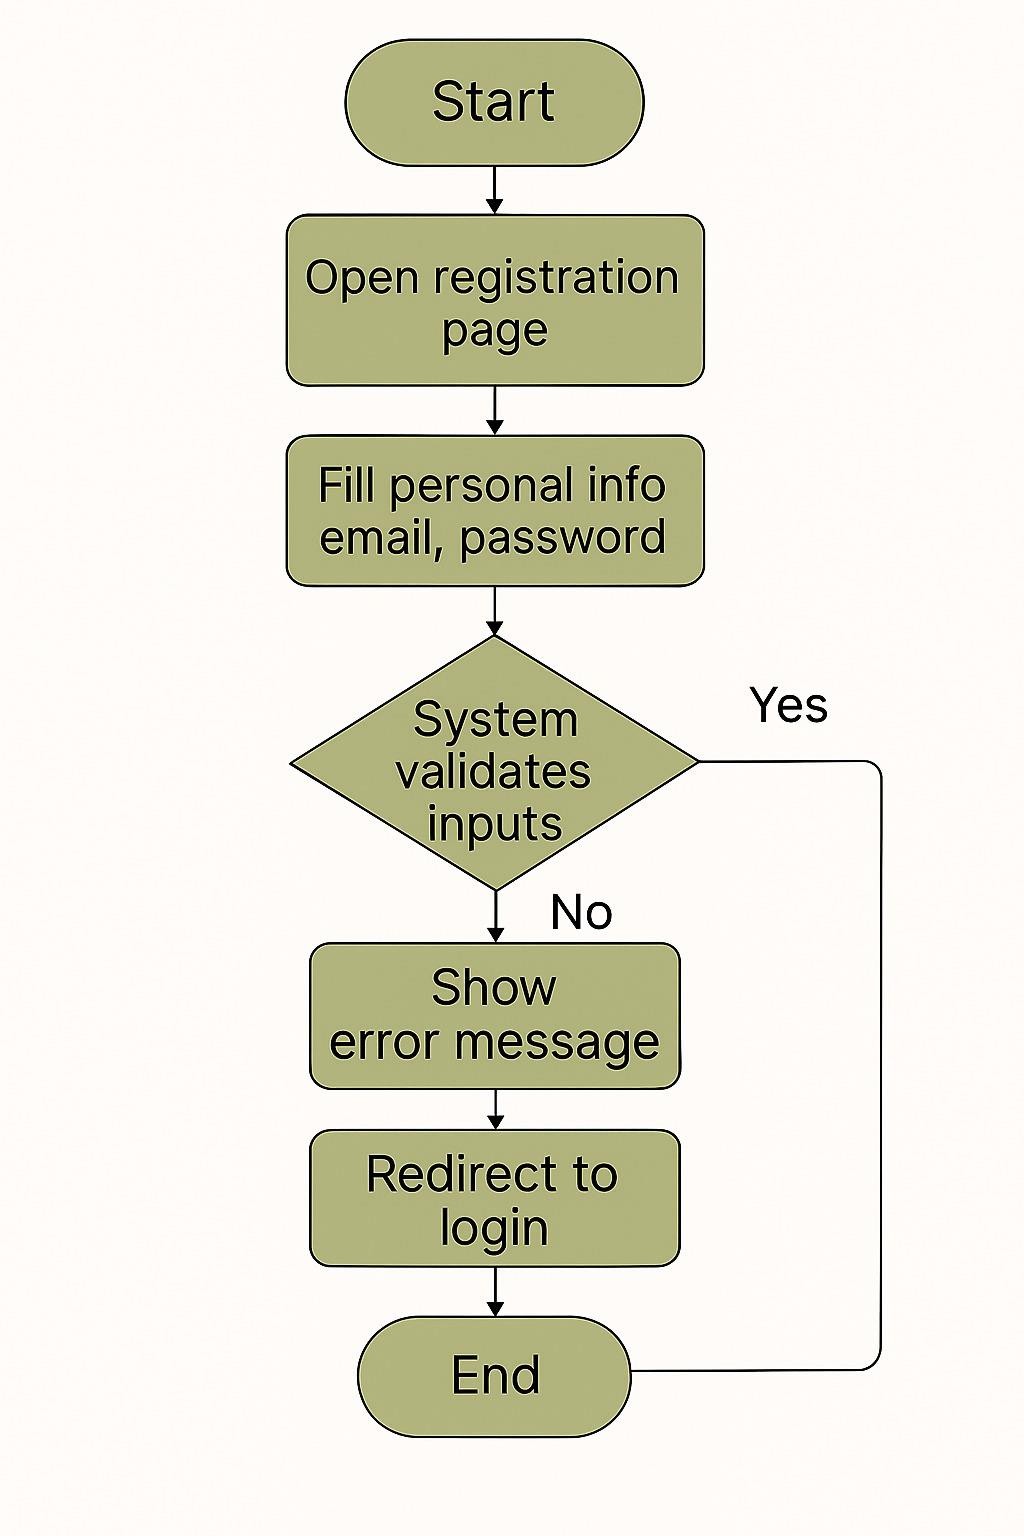 Start
Open registration
page
Fill personal info
email, password
System
validates
inputs
Yes
No
Show
error message
Redirect to
login
End